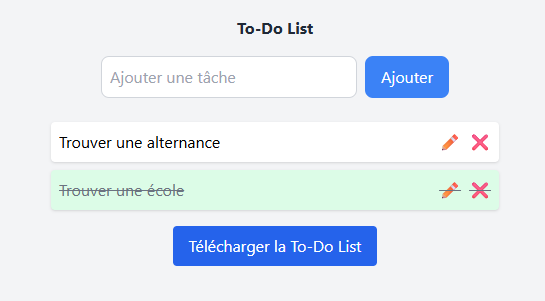 To-Do List
Ajouter une tâche
Ajouter
Trouver une alternance
Trouver une école
Télécharger la To-Do List